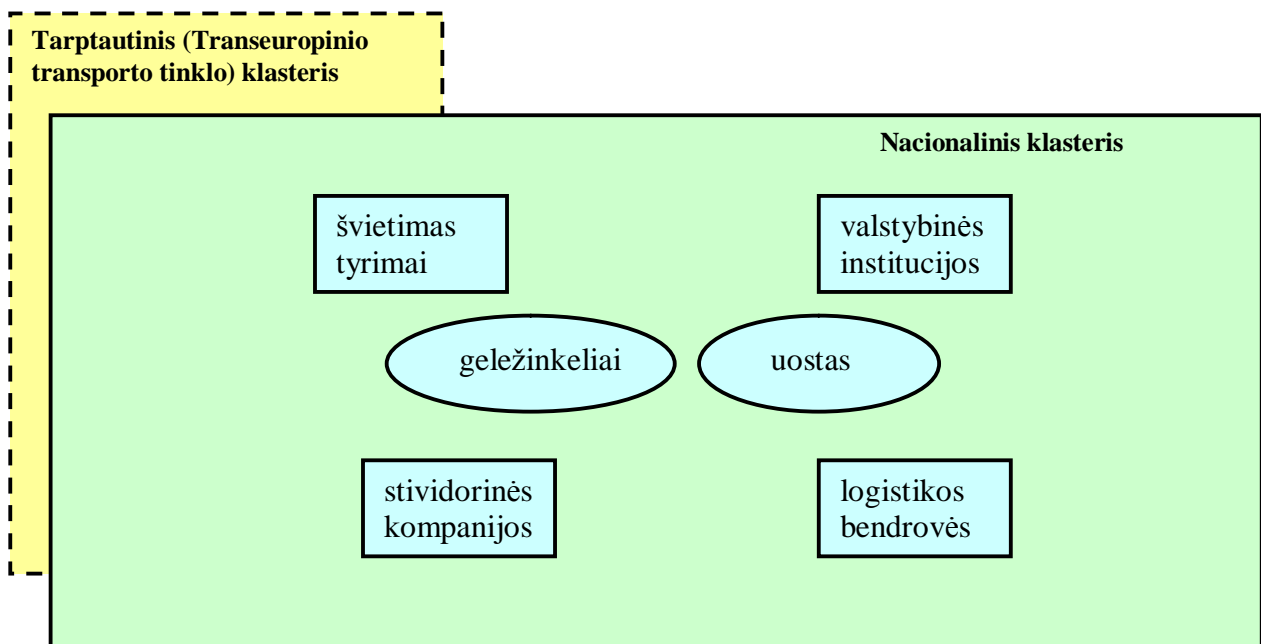 Tarptautinis (Transeuropinio
transporto tinklo) klasteris
Nacionalinis klasteris
švietimas
tyrimai
valstybinės
institucijos
geležinkeliai
uostas
stividorinės
kompanijos
logistikos
bendrovės